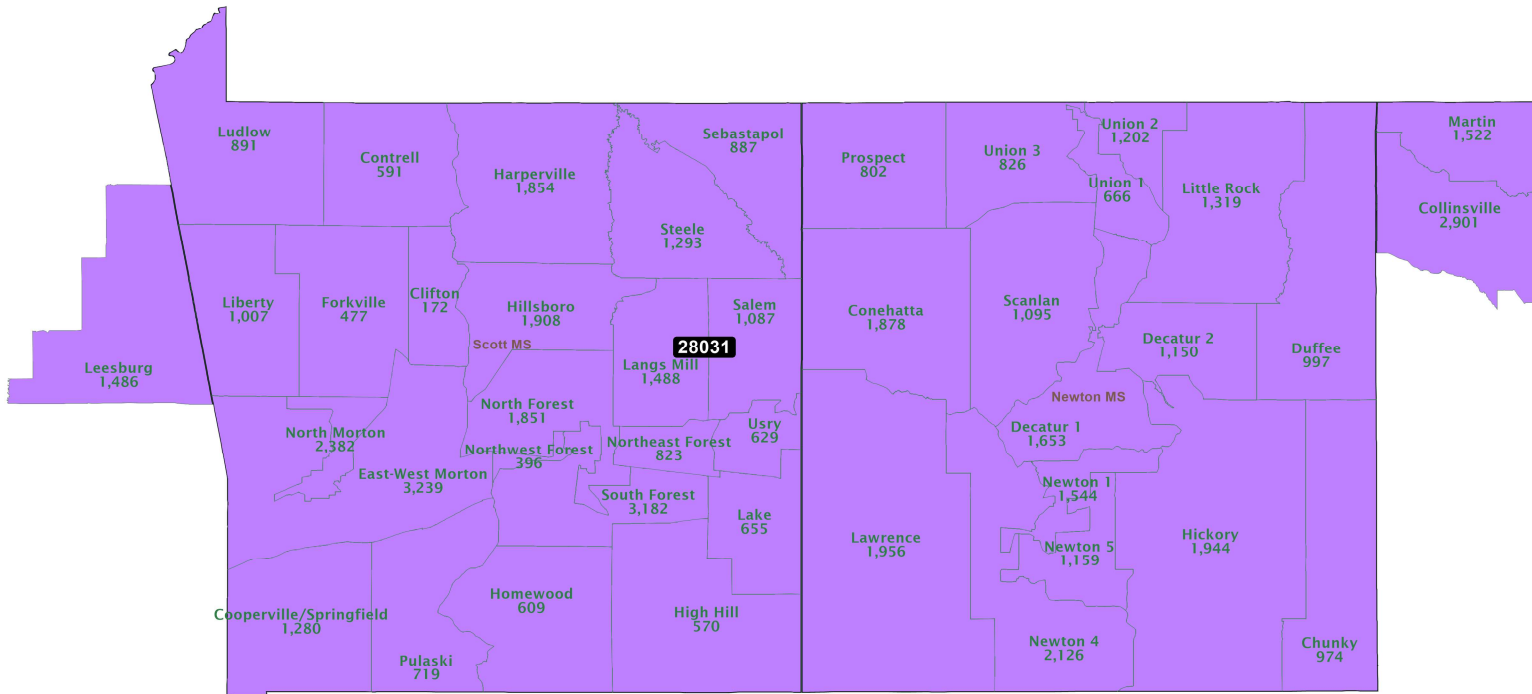 Ludlow
891
Contrell
591
Harperville
1,854
Sebastapol
887
Steele
1,293
Prospect
802
Union 3
826
Union 2
1,202
Union 1
666
Little Rock
1,319
Martin
1,522
Collinsville
2,901
Leesburg
1,486
Liberty
1,007
Forkville
477
Clifton
172
Hillsboro
1,908
Scott MS
Salem
1,087
28031
Langs Mill
1,488
Conehatta
1,878
Scanlan
1,095
Decatur 2
1,150
Duffee
997
Newton MS
Decatur 1
1,653
North Morton
2,382
East-West Morton
3,239
North Forest
1,851
Northwest Forest
396
Northeast Forest
823
Usry
629
South Forest
3,182
Lake
655
Lawrence
1,956
Newton 1
1,544
Newton 5
1,159
Hickory
1,944
Cooperville/Springfield
1,280
Pulaski
719
Homewood
609
High Hill
570
Newton 4
2,126
Chunky
974